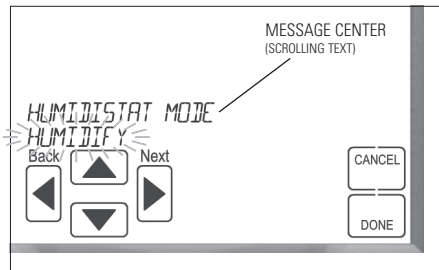 MESSAGE CENTER
(SCROLLING TEXT)
HUMIDISTAT MODE
HUMIDIFY
Back Next
CANCEL
DONE